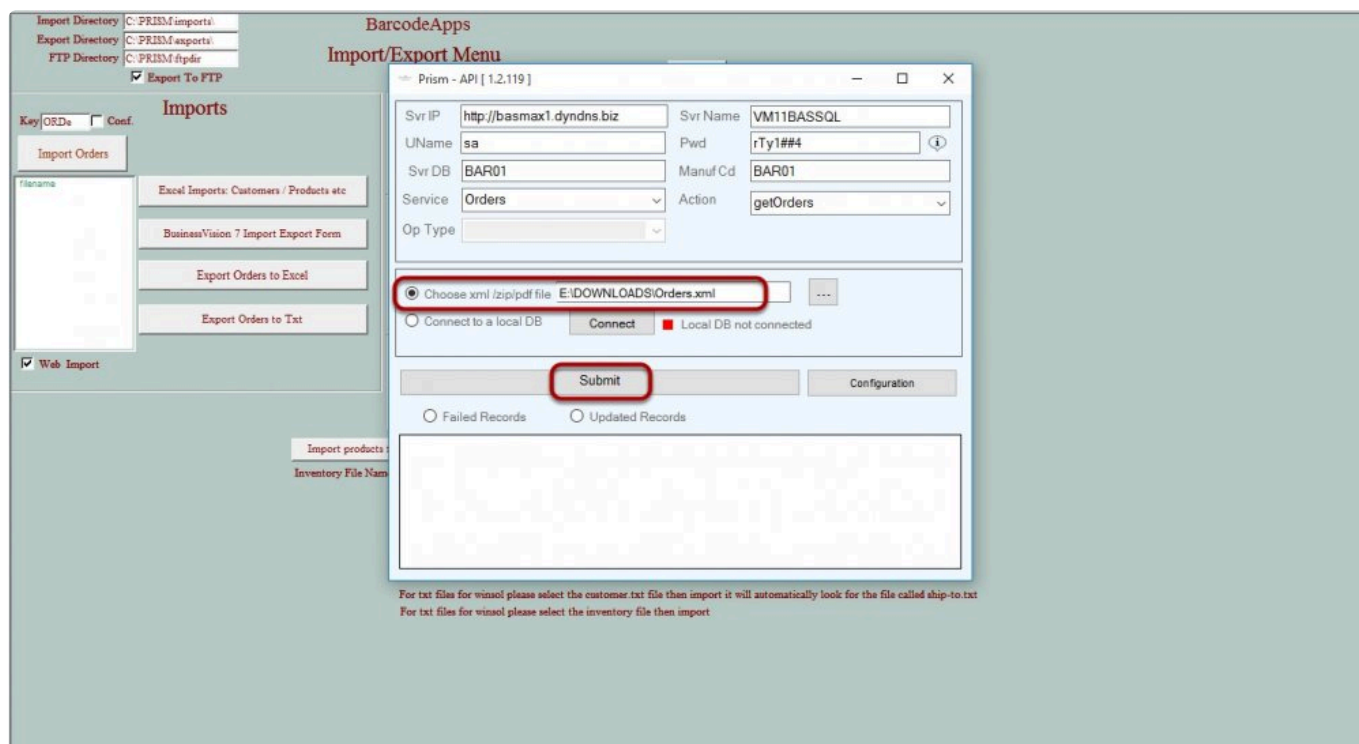 Import Directory C:\PRISM\imports\
Export Directory C:\PRISM\exports\
FTP Directory C:\PRISM\ftpdir
Export To FTP
BarcodeApps
Import/Export Menu
Imports
Key ORDe Conf.
Import Orders
filename
Excel Imports: Customers / Products etc
BusinessVision 7 Import Export Form
Export Orders to Excel
Export Orders to Txt
Web Import
Import products
Inventory File Nam
Prism - API [ 1.2.119 ]
Svr IP http://basmax1.dyndns.biz Svr Name VM11BASSQL
UName sa Pwd rTy1##4
Svr DB BAR01 Manuf Cd BAR01
Service Orders Action getOrders
Op Type
Choose xml /zip/pdf file E:\DOWNLOADS\Orders.xml ...
Connect to a local DB Connect Local DB not connected
Submit Configuration
Failed Records Updated Records
For txt files for winsol please select the customer.txt file then import it will automatically look for the file called ship-to.txt
For txt files for winsol please select the inventory file then import